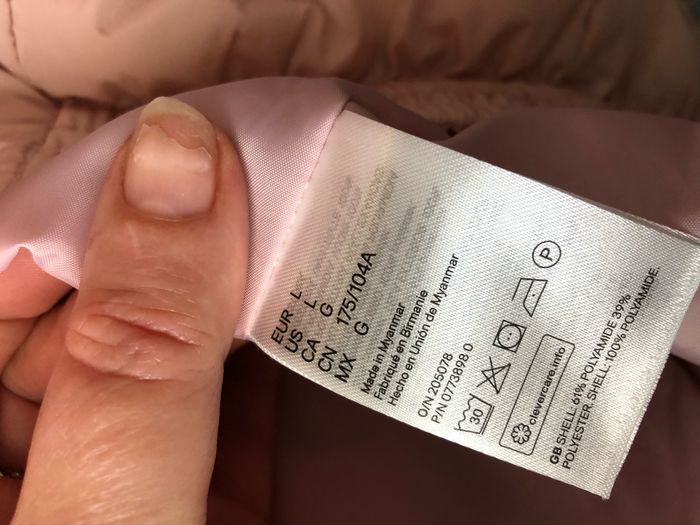 EUR L
US L
CA G
CN 175/104A
MX G
Made in Myanmar
Fabriqué en Birmanie
Hecho en Unión de Myanmar
O/N 205078
P/N 0773898 0
30
P
clevercare.info
GB SHELL: 61% POLYAMIDE 39%
POLYESTER. SHELL: 100% POLYAMIDE.